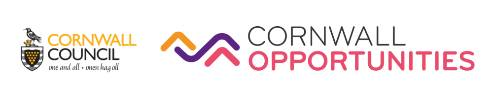 CORNWALL
COUNCIL
one and all • onen hag oll
CORNWALL
OPPORTUNITIES